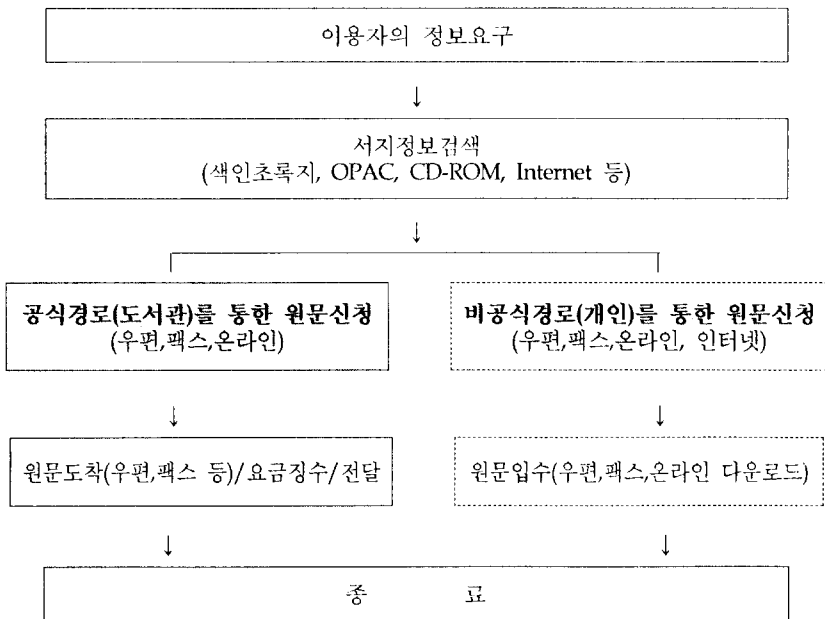 이용자의 정보요구
↓
서지정보검색
(색인초록지, OPAC, CD-ROM, Internet 등)
↓
공식경로(도서관)를 통한 원문신청
(우편,팩스,온라인)
비공식경로(개인)를 통한 원문신청
(우편,팩스,온라인, 인터넷)
↓
↓
원문도착(우편,팩스 등)/요금징수/전달
원문입수(우편,팩스,온라인 다운로드)
↓
↓
종 료